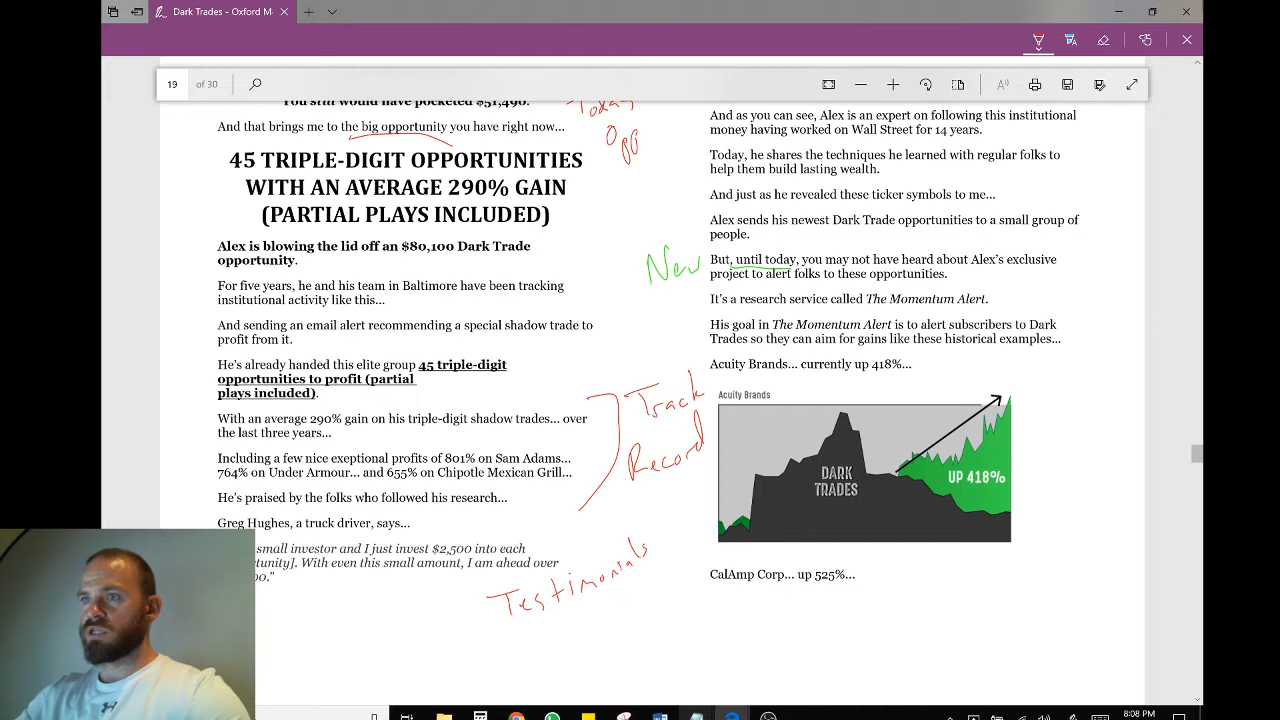 Dark Trades - Oxford M
19 of 30
You still would have pocketed $51,490.
And that brings me to the big opportunity you have right now...
Today
Opp
45 TRIPLE-DIGIT OPPORTUNITIES
WITH AN AVERAGE 290% GAIN
(PARTIAL PLAYS INCLUDED)
Alex is blowing the lid off an $80,100 Dark Trade
opportunity.
For five years, he and his team in Baltimore have been tracking
institutional activity like this...
And sending an email alert recommending a special shadow trade to
profit from it.
He's already handed this elite group 45 triple-digit
opportunities to profit (partial
plays included).
With an average 290% gain on his triple-digit shadow trades... over
the last three years...
Including a few nice exeptional profits of 801% on Sam Adams...
764% on Under Armour... and 655% on Chipotle Mexican Grill...
Track
Record
He's praised by the folks who followed his research...
Greg Hughes, a truck driver, says...
small investor and I just invest $2,500 into each
With even this small amount, I am ahead over
Testimonials
And as you can see, Alex is an expert on following this institutional
money having worked on Wall Street for 14 years.
Today, he shares the techniques he learned with regular folks to
help them build lasting wealth.
And just as he revealed these ticker symbols to me...
Alex sends his newest Dark Trade opportunities to a small group of
people.
New
But, until today, you may not have heard about Alex's exclusive
project to alert folks to these opportunities.
It's a research service called The Momentum Alert.
His goal in The Momentum Alert is to alert subscribers to Dark
Trades so they can aim for gains like these historical examples...
Acuity Brands... currently up 418%...
Acuity Brands
DARK
TRADES
UP 418%
CalAmp Corp... up 525%...
8:08 PM